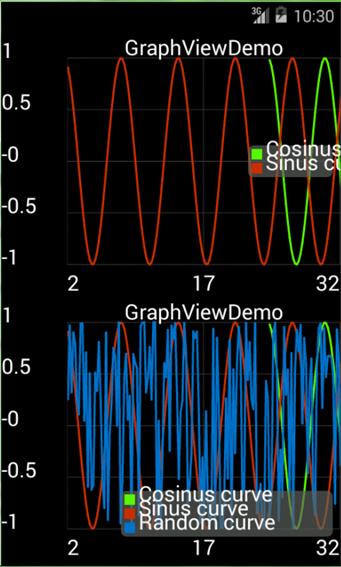 3G 10:30
GraphViewDemo
1
0.5
-0
-0.5
-1
Cosinus
Sinus cu
2 17 32
GraphViewDemo
1
0.5
-0
-0.5
-1
Cosinus curve
Sinus curve
Random curve
2 17 32